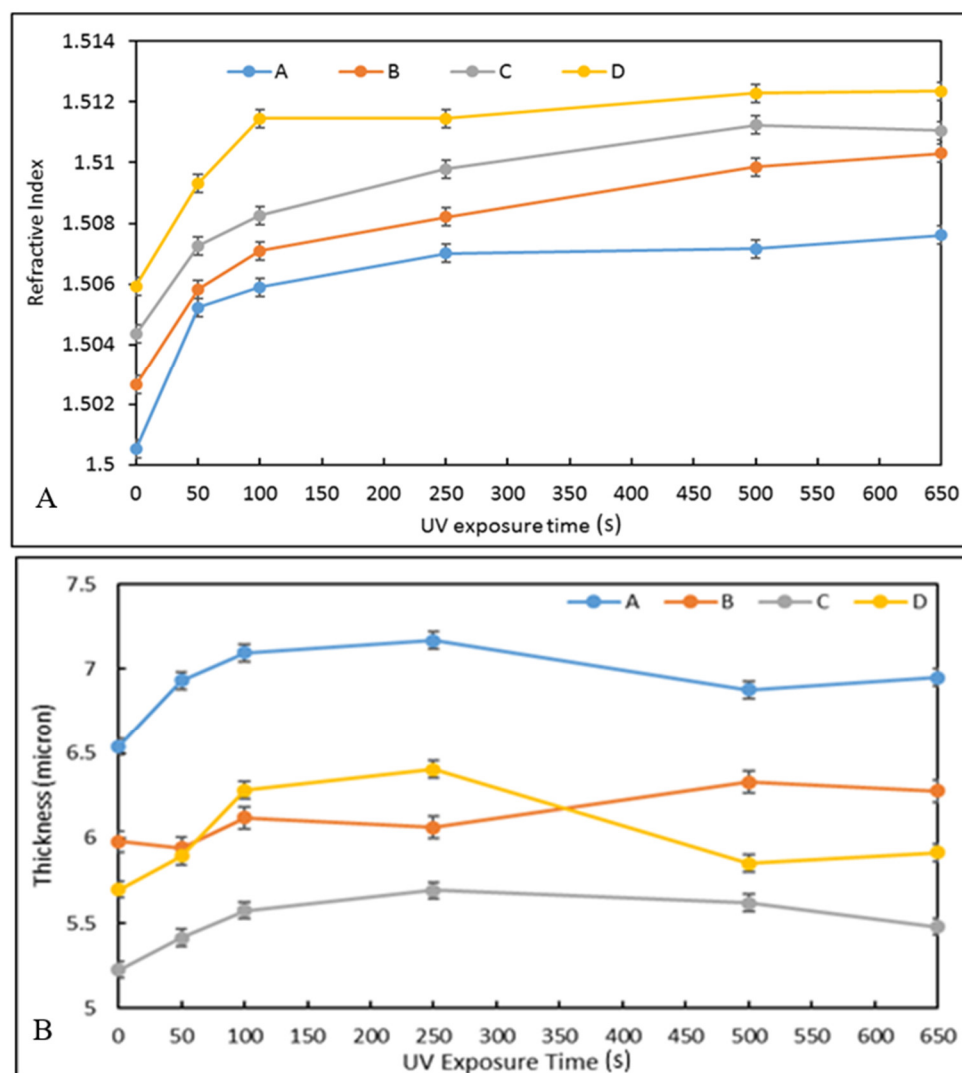 1.514
A B C D
1.512
1.51
1.508
1.506
1.504
1.502
1.5
Refractive Index
0 50 100 150 200 250 300 350 400 450 500 550 600 650
A
UV exposure time (s)
7.5
A B C D
7
6.5
6
5.5
5
Thickness (micron)
0 50 100 150 200 250 300 350 400 450 500 550 600 650
B
UV Exposure Time (s)